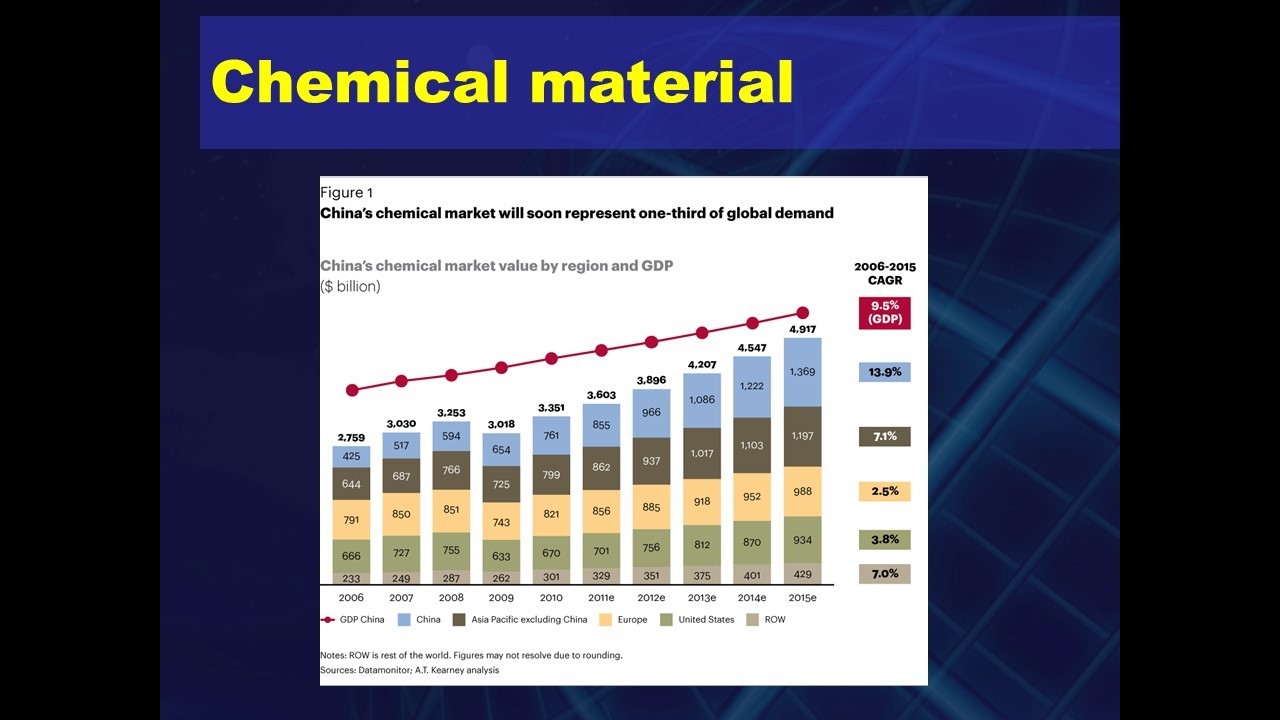 Chemical material
Figure 1
China's chemical market will soon represent one-third of global demand
China's chemical market value by region and GDP
($ billion)
2006-2015
CAGR
9.5%
(GDP)
13.9%
7.1%
2.5%
3.8%
7.0%
2,759 3,030 3,253 3,018 3,351 3,603 3,896 4,207 4,547 4,917
425 517 594 654 761 855 966 1,086 1,222 1,369
644 687 766 725 799 862 937 1,017 1,103 1,197
791 850 851 743 821 856 885 918 952 988
666 727 755 633 670 701 756 812 870 934
233 249 287 262 301 329 351 375 401 429
2006 2007 2008 2009 2010 2011e 2012e 2013e 2014e 2015e
GDP China China Asia Pacific excluding China Europe United States ROW
Notes: ROW is rest of the world. Figures may not resolve due to rounding.
Sources: Datamonitor; A.T. Kearney analysis